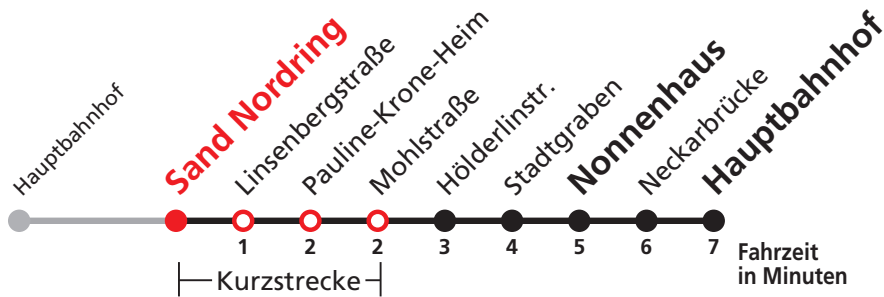 Hauptbahnhof
Sand Nordring
Linsenbergstraße
Pauline-Krone-Heim
Mohlstraße
Hölderlinstr.
Stadtgraben
Nonnenhaus
Neckarbrücke
Hauptbahnhof
1 2 2 3 4 5 6 7
Fahrzeit
in Minuten
Kurzstrecke